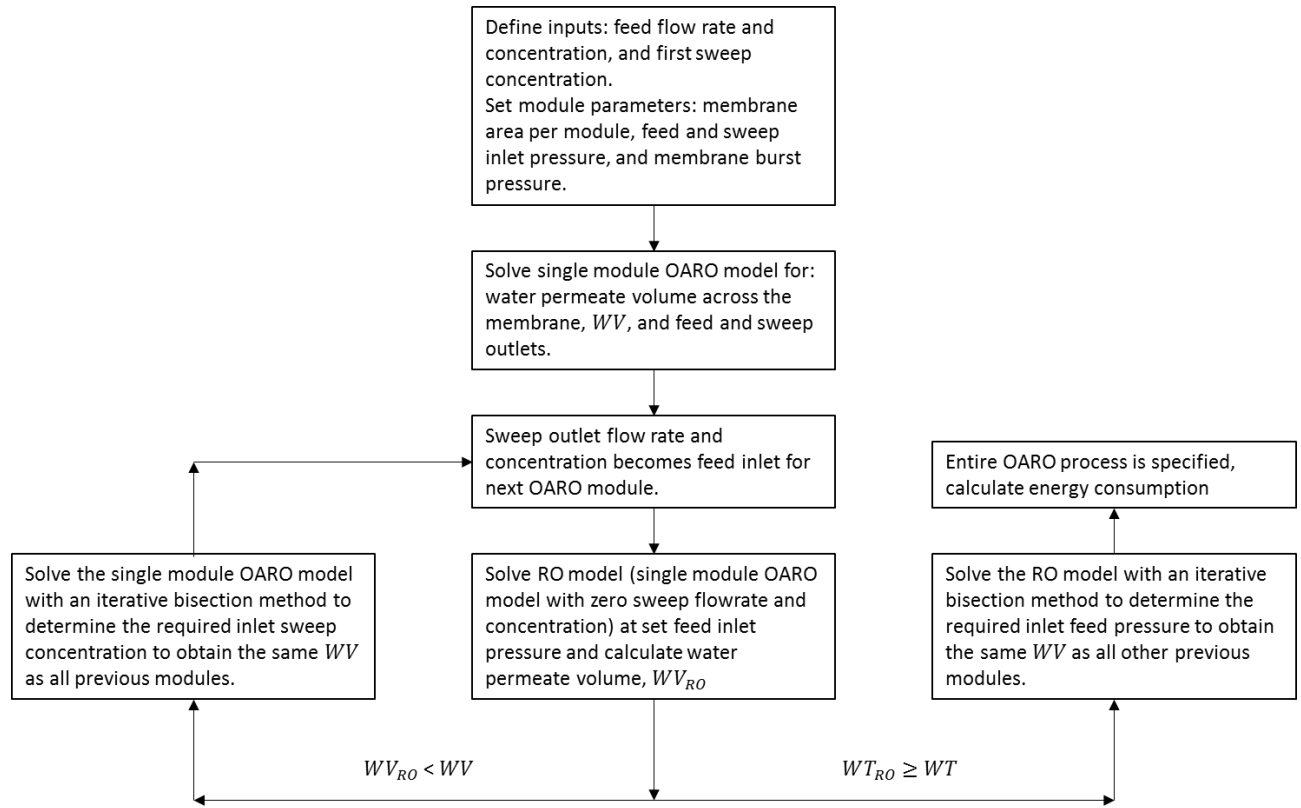 Define inputs: feed flow rate and
concentration, and first sweep
concentration.
Set module parameters: membrane
area per module, feed and sweep
inlet pressure, and membrane burst
pressure.
Solve single module OARO model for:
water permeate volume across the
membrane, WV, and feed and sweep
outlets.
Sweep outlet flow rate and
concentration becomes feed inlet for
next OARO module.
Entire OARO process is specified,
calculate energy consumption
Solve the single module OARO model
with an iterative bisection method to
determine the required inlet sweep
concentration to obtain the same WV
as all previous modules.
Solve RO model (single module OARO
model with zero sweep flowrate and
concentration) at set feed inlet
pressure and calculate water
permeate volume, WV_RO
Solve the RO model with an iterative
bisection method to determine the
required inlet feed pressure to obtain
the same WV as all other previous
modules.
WV_RO < WV
WT_RO ≥ WT